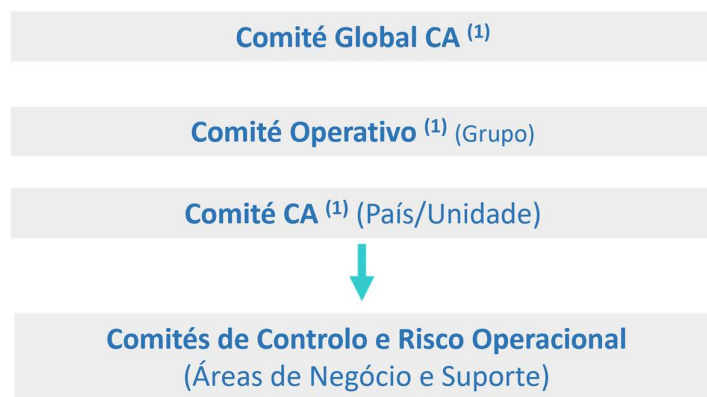 Comité Global CA (1)
Comité Operativo (1) (Grupo)
Comité CA (1) (País/Unidade)
Comités de Controlo e Risco Operacional
(Áreas de Negócio e Suporte)